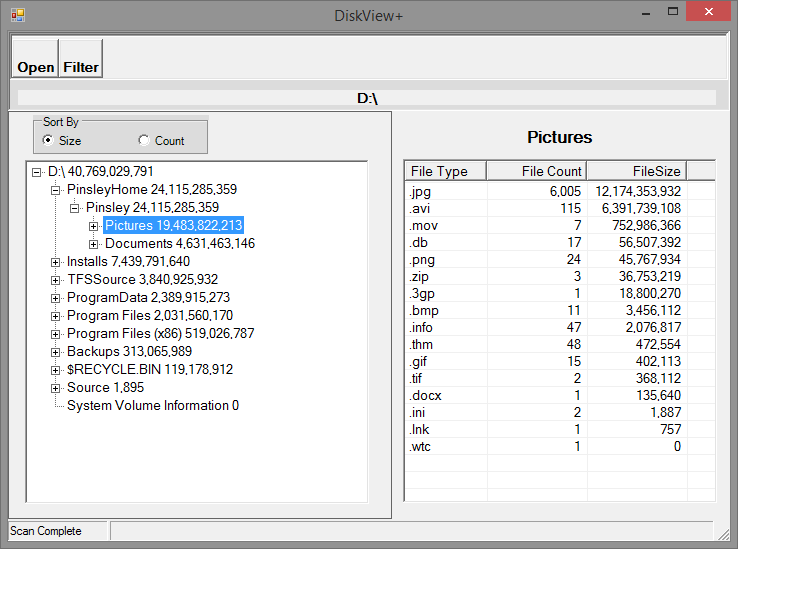 DiskView+
Open Filter
D:\
Sort By
Size Count
D:\ 40,769,029,791
PinsleyHome 24,115,285,359
Pinsley 24,115,285,359
Pictures 19,483,822,213
Documents 4,631,463,146
Installs 7,439,791,640
TFSSource 3,840,925,932
ProgramData 2,389,915,273
Program Files 2,031,560,170
Program Files (x86) 519,026,787
Backups 313,065,989
$RECYCLE.BIN 119,178,912
Source 1,895
System Volume Information 0
Pictures
File Type File Count FileSize
.jpg 6,005 12,174,353,932
.avi 115 6,391,739,108
.mov 7 752,986,366
.db 17 56,507,392
.png 24 45,767,934
.zip 3 36,753,219
.3gp 1 18,800,270
.bmp 11 3,456,112
.info 47 2,076,817
.thm 48 472,554
.gif 15 402,113
.tif 2 368,112
.docx 1 135,640
.ini 2 1,887
.lnk 1 757
.wtc 1 0
Scan Complete